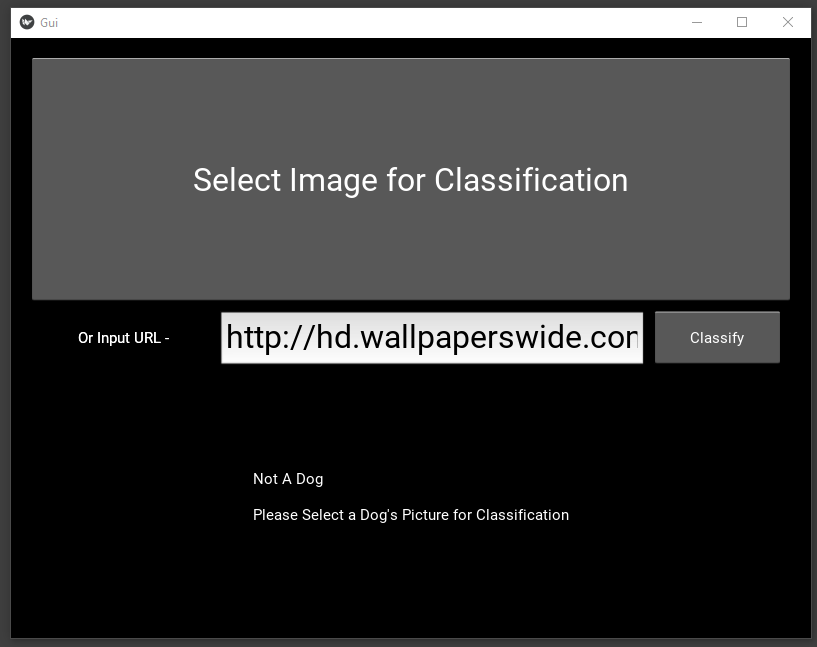 Gui
Select Image for Classification
Or Input URL -
http://hd.wallpaperswide.com
Classify
Not A Dog
Please Select a Dog's Picture for Classification